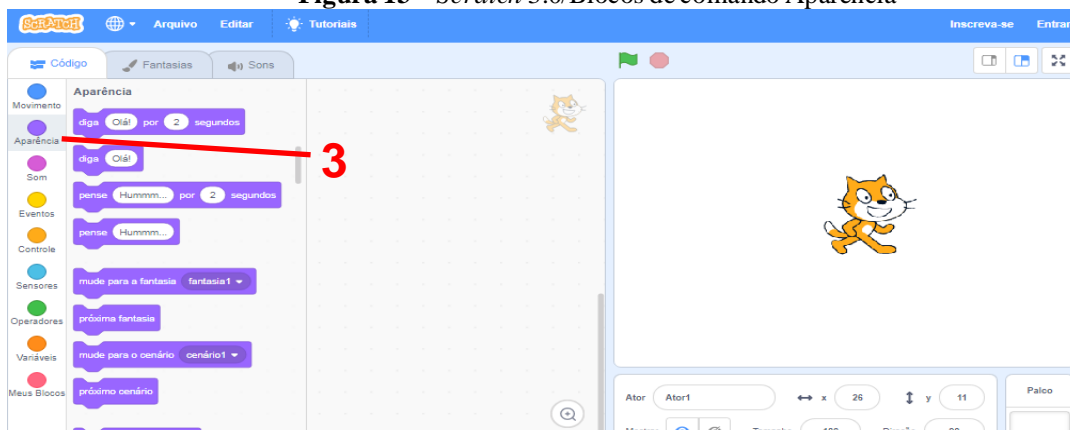 Figura 13 – Scratch 3.0/Blocos de comando Aparência
SCRATCH Arquivo Editar Tutoriais Inscreva-se Entrar
Código Fantasias Sons
Movimento
Aparência
Som
Eventos
Controle
Sensores
Operadores
Variáveis
Meus Blocos
Aparência
diga Olá! por 2 segundos
diga Olá!
pense Hummm... por 2 segundos
pense Hummm...
mude para a fantasia fantasia1
próxima fantasia
mude para o cenário cenário1
próximo cenário
3
Ator Ator1 x 26 y 11
Palco